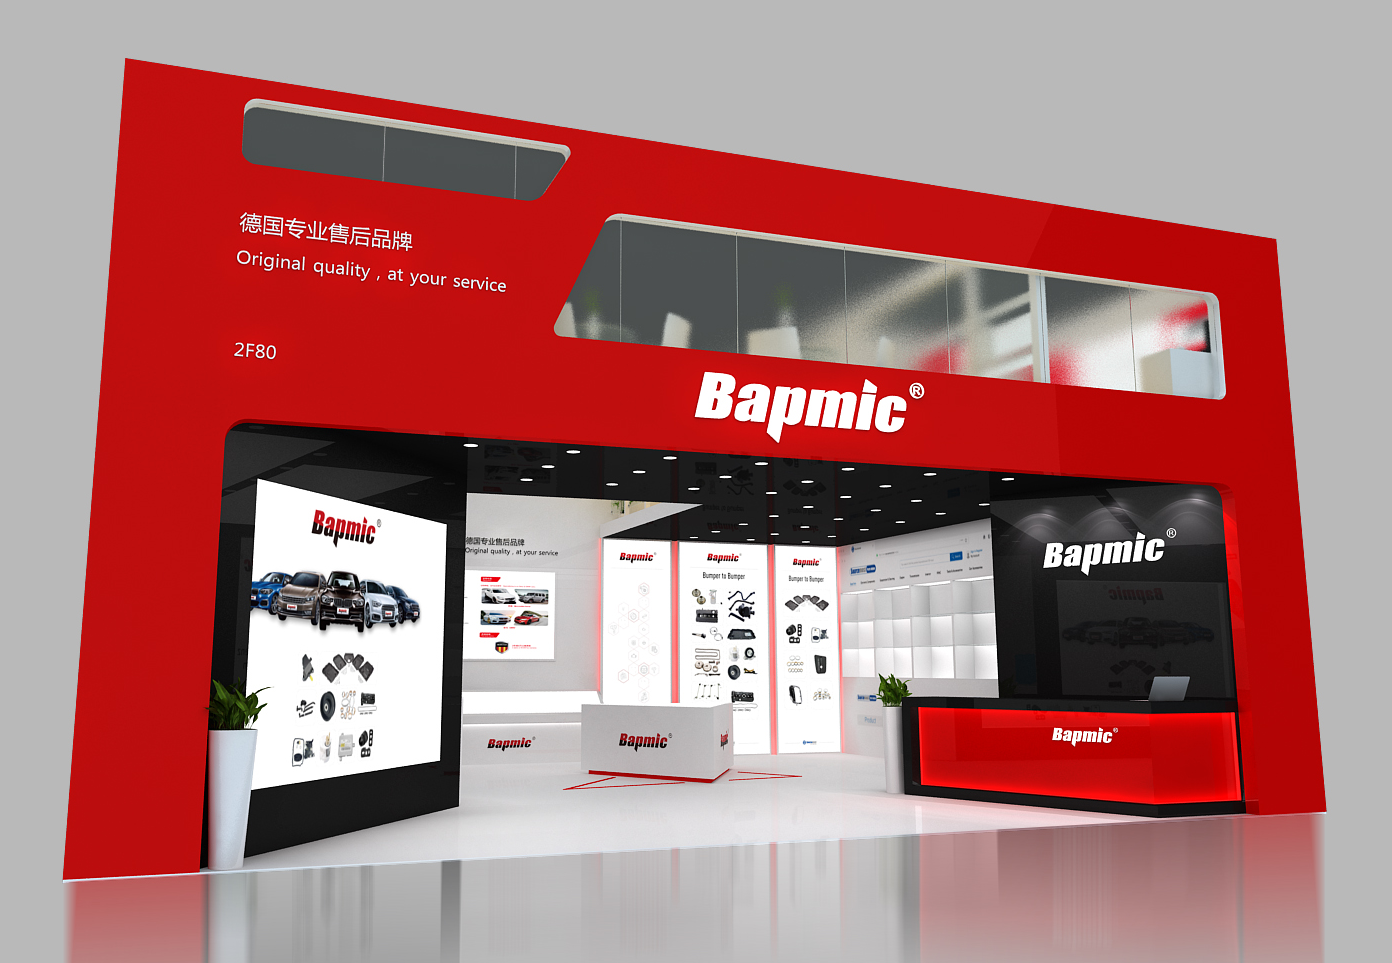 德国专业售后品牌
Original quality , at your service
2F80
Bapmic®
Bapmic®
德国专业售后品牌
Original quality , at your service
Bapmic®
Bumper to Bumper
Bapmic®
Bumper to Bumper
Bapmic®
Bapmic®
Bapmic®
Bapmic®
Bapmic®
Product